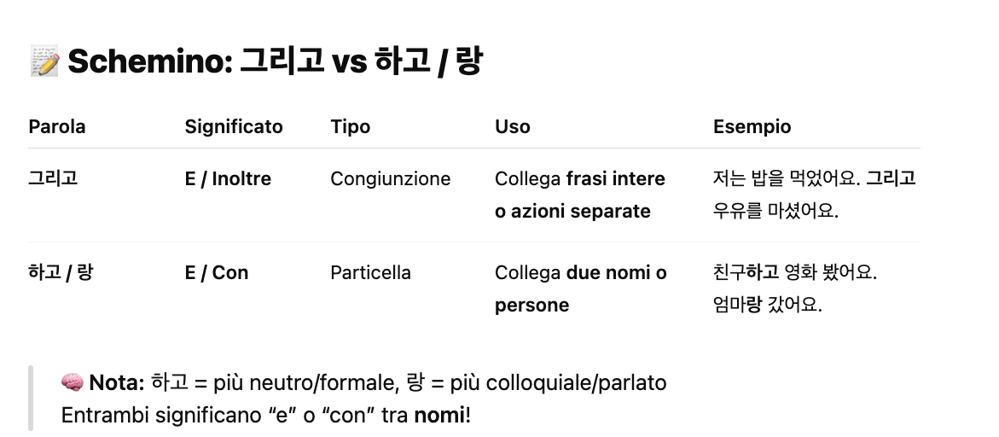 📝 Schemino: 그리고 vs 하고 / 랑
Parola Significato Tipo Uso Esempio
그리고 E / Inoltre Congiunzione Collega frasi intere 저는 밥을 먹었어요. 그리고
o azioni separate 우유를 마셨어요.
하고 / 랑 E / Con Particella Collega due nomi o 친구하고 영화 봤어요.
persone 엄마랑 갔어요.
🧠 Nota: 하고 = più neutro/formale, 랑 = più colloquiale/parlato
Entrambi significano “e” o “con” tra nomi!